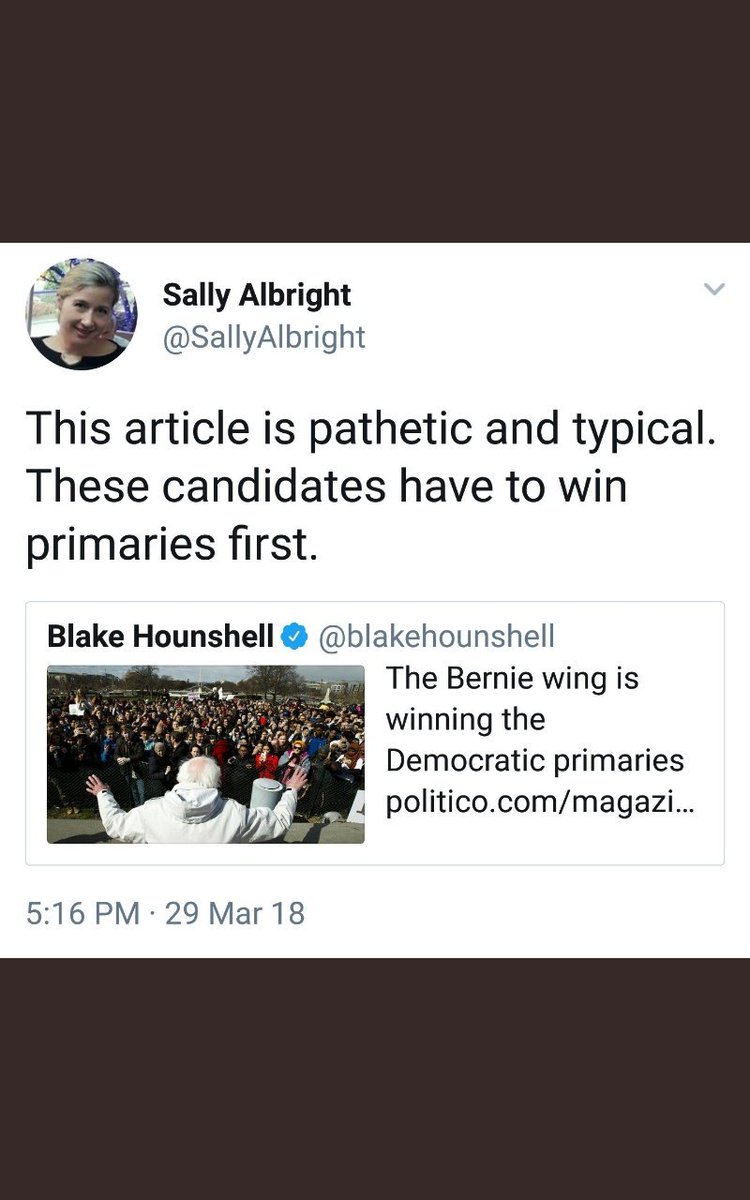 Sally Albright
@SallyAlbright
This article is pathetic and typical.
These candidates have to win
primaries first.
Blake Hounshell @blakehounshell
The Bernie wing is
winning the
Democratic primaries
politico.com/magazi...
5:16 PM · 29 Mar 18